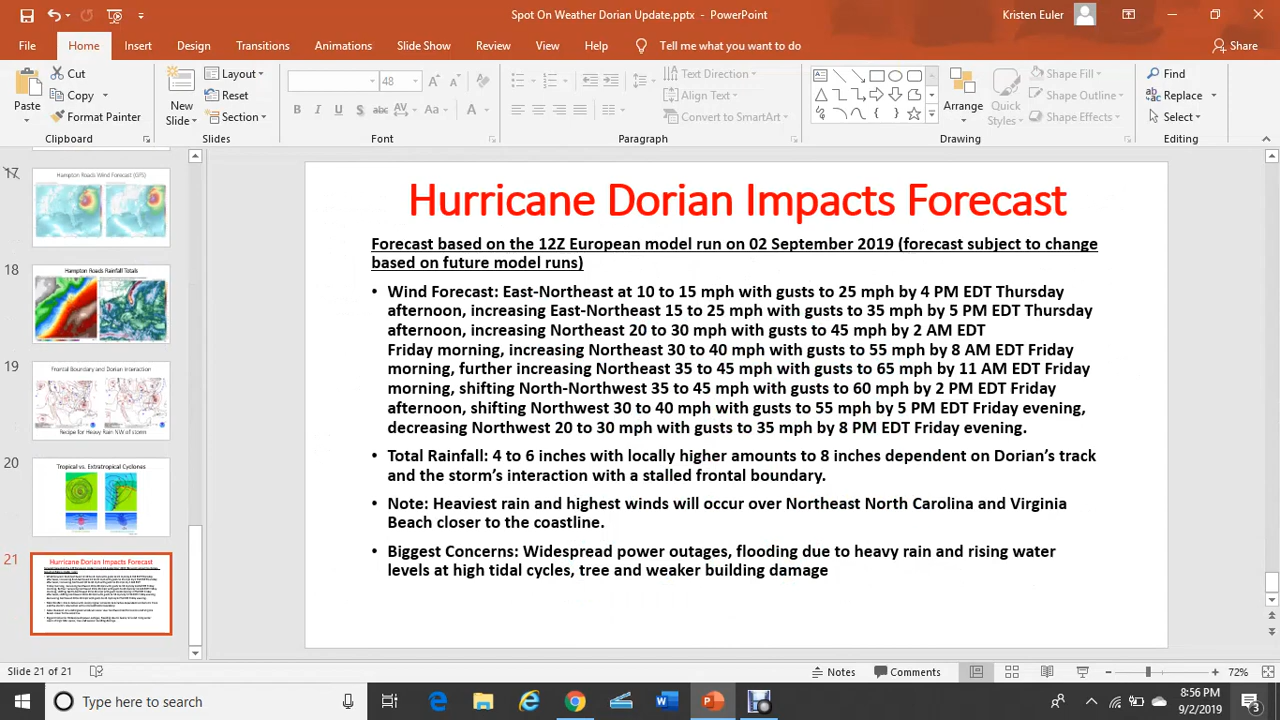 Spot On Weather Dorian Update.pptx - PowerPoint
Kristen Euler
File Home Insert Design Transitions Animations Slide Show Review View Help Tell me what you want to do Share
Paste
Cut
Copy
Format Painter
Clipboard
New Slide
Layout
Reset
Section
Slides
48
B I U S abc AV Aa A
Font
Text Direction
Align Text
Convert to SmartArt
Paragraph
Arrange
Quick Styles
Shape Fill
Shape Outline
Shape Effects
Drawing
Find
Replace
Select
Editing
17
Hampton Roads Wind Forecast (GFS)
18
Hampton Roads Rainfall Totals
19
Frontal Boundary and Dorian Interaction
Recipe for Heavy Rain NW of storm
20
Tropical vs. Extratropical Cyclones
21
Hurricane Dorian Impacts Forecast
Hurricane Dorian Impacts Forecast
Forecast based on the 12Z European model run on 02 September 2019 (forecast subject to change
based on future model runs)
• Wind Forecast: East-Northeast at 10 to 15 mph with gusts to 25 mph by 4 PM EDT Thursday
afternoon, increasing East-Northeast 15 to 25 mph with gusts to 35 mph by 5 PM EDT Thursday
afternoon, increasing Northeast 20 to 30 mph with gusts to 45 mph by 2 AM EDT
Friday morning, increasing Northeast 30 to 40 mph with gusts to 55 mph by 8 AM EDT Friday
morning, further increasing Northeast 35 to 45 mph with gusts to 65 mph by 11 AM EDT Friday
morning, shifting North-Northwest 35 to 45 mph with gusts to 60 mph by 2 PM EDT Friday
afternoon, shifting Northwest 30 to 40 mph with gusts to 55 mph by 5 PM EDT Friday evening,
decreasing Northwest 20 to 30 mph with gusts to 35 mph by 8 PM EDT Friday evening.
• Total Rainfall: 4 to 6 inches with locally higher amounts to 8 inches dependent on Dorian's track
and the storm's interaction with a stalled frontal boundary.
• Note: Heaviest rain and highest winds will occur over Northeast North Carolina and Virginia
Beach closer to the coastline.
• Biggest Concerns: Widespread power outages, flooding due to heavy rain and rising water
levels at high tidal cycles, tree and weaker building damage
Slide 21 of 21
Notes
Comments
72%
Type here to search
8:56 PM
9/2/2019
3